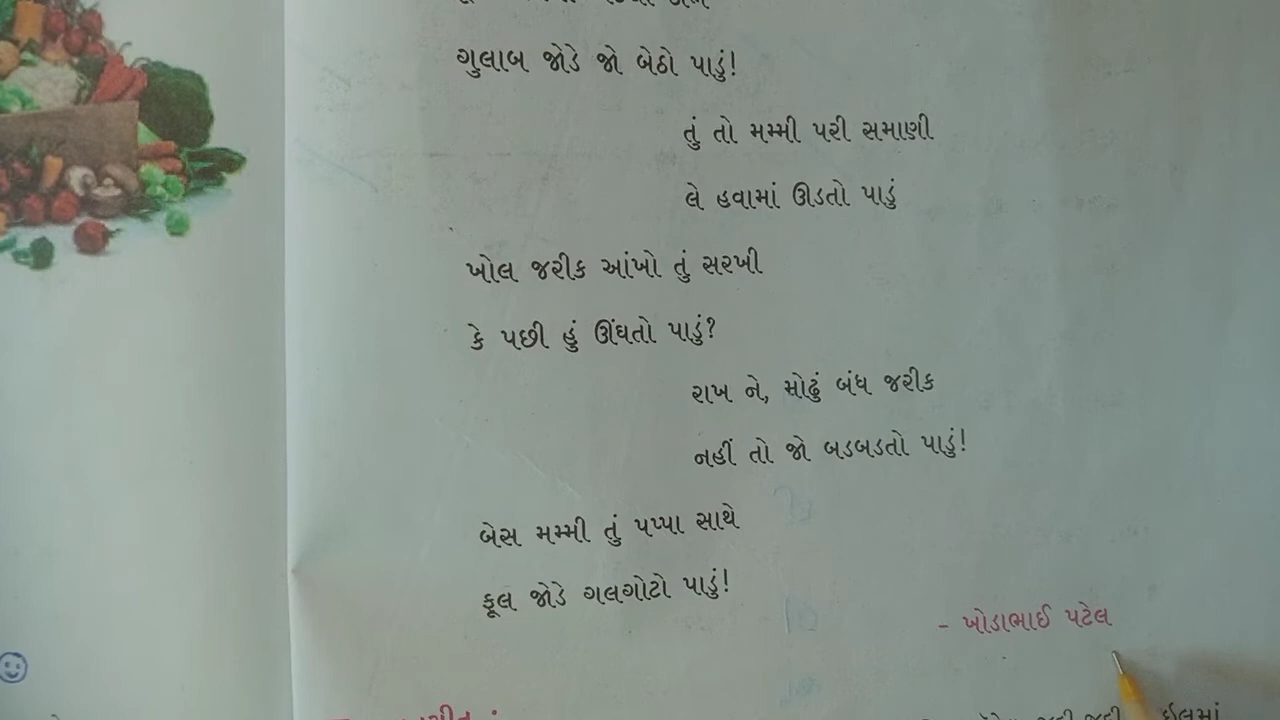 ગુલાબ જોડે જો બેઠો પાડું!
તું તો મમ્મી પરી સમાણી
લે હવામાં ઊડતો પાડું
ખોલ જરીક આંખો તું સરખી
કે પછી હું ઊંઘતો પાડું?
રાખ ને, મોઢું બંધ જરીક
નહીં તો જો બડબડતો પાડું!
બેસ મમ્મી તું પપ્પા સાથે
ફૂલ જોડે ગલગોટો પાડું!
- ખોડાભાઈ પટેલ